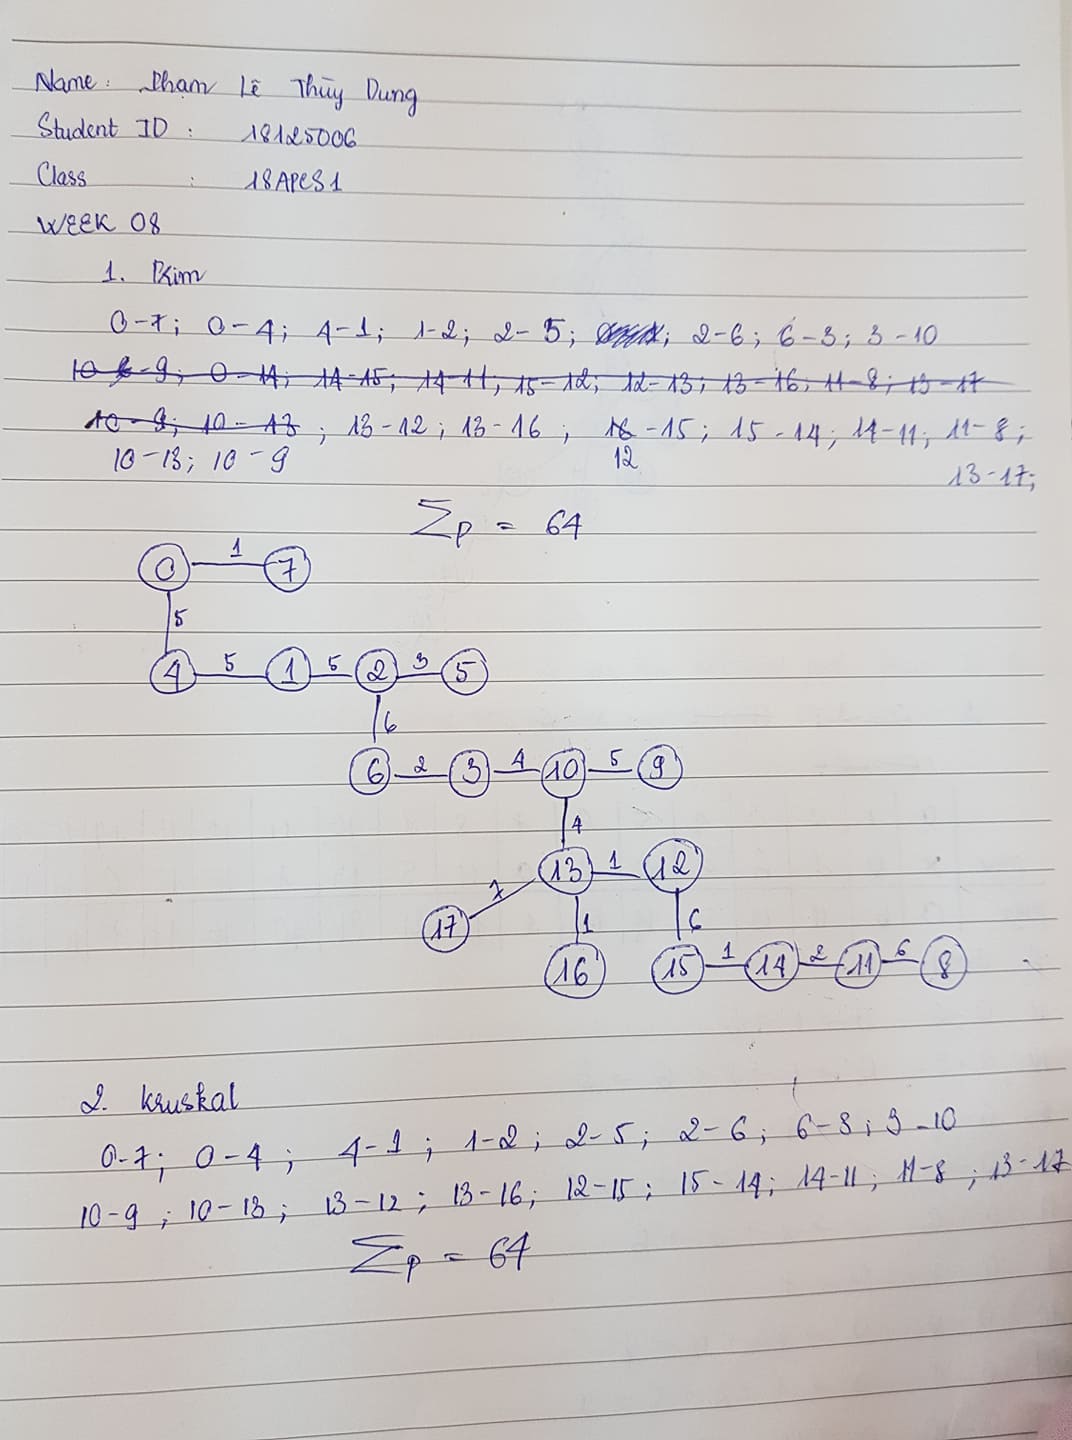 Name: Phạm Lê Thùy Dung
Student ID : 18125006
Class : 18APCS1
WEEK 08
1. Prim
0-7; 0-4; 4-1; 1-2; 2-5; ; 2-6; 6-3; 3-10
10 -9; 0-14; 14-15; 14-11; 15-12; 12-13; 13-16; 11-8; 13-17
10-9; 10-13; 13-12; 13-16; -15; 15-14; 14-11; 11-8;
10-13; 10-9 12 13-17;
Σp = 64
0 1 7
5
4 5 1 5 2 3 5
6
6 2 3 4 10 5 9
4
13 1 12
7
17 1 6
16 15 1 14 2 11 6 8
2. Kruskal
0-7; 0-4; 4-1; 1-2; 2-5; 2-6; 6-3; 3-10
10-9; 10-13; 13-12; 13-16; 12-15; 15-14; 14-11; 11-8; 13-17
Σp = 64